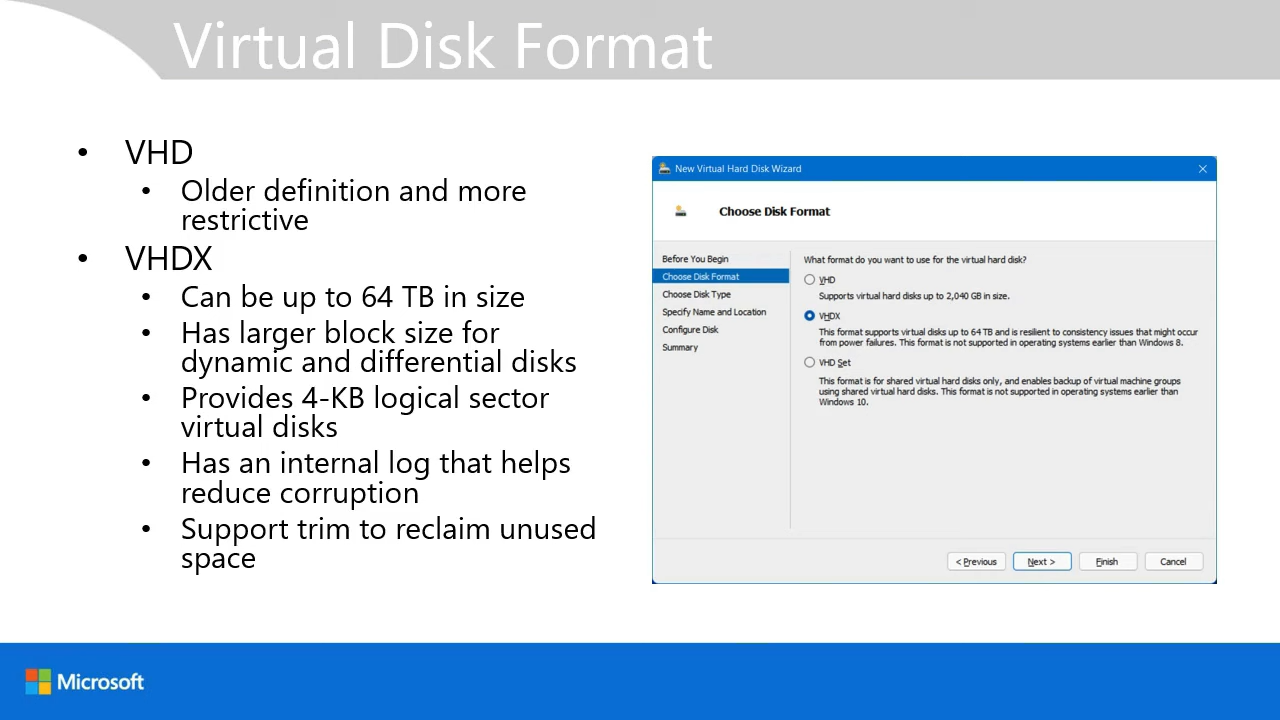 Virtual Disk Format
• VHD
• Older definition and more
restrictive
• VHDX
• Can be up to 64 TB in size
• Has larger block size for
dynamic and differential disks
• Provides 4-KB logical sector
virtual disks
• Has an internal log that helps
reduce corruption
• Support trim to reclaim unused
space
New Virtual Hard Disk Wizard
Choose Disk Format
Before You Begin
Choose Disk Format
Choose Disk Type
Specify Name and Location
Configure Disk
Summary
What format do you want to use for the virtual hard disk?
VHD
Supports virtual hard disks up to 2,040 GB in size.
VHDX
This format supports virtual disks up to 64 TB and is resilient to consistency issues that might occur
from power failures. This format is not supported in operating systems earlier than Windows 8.
VHD Set
This format is for shared virtual hard disks only, and enables backup of virtual machine groups
using shared virtual hard disks. This format is not supported in operating systems earlier than
Windows 10.
< Previous
Next >
Finish
Cancel
Microsoft